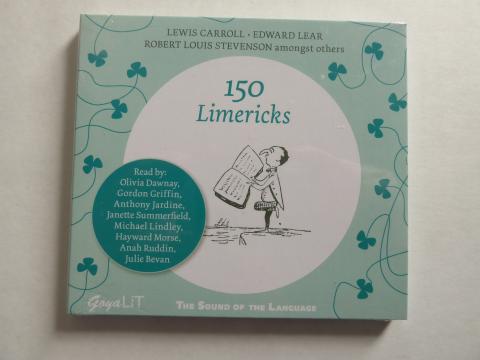 LEWIS CARROLL • EDWARD LEAR
ROBERT LOUIS STEVENSON amongst others
150
Limericks
Read by:
Olivia Dawnay,
Gordon Griffin,
Anthony Jardine,
Janette Summerfield,
Michael Lindley,
Hayward Morse,
Anah Ruddin,
Julie Bevan
GoyaLiT
THE SOUND OF THE LANGUAGE